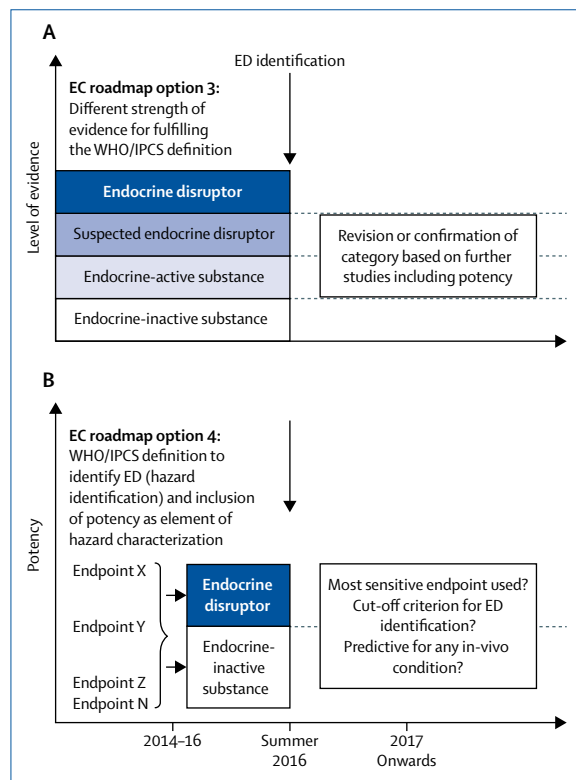 A
ED identification
EC roadmap option 3:
Different strength of
evidence for fulfilling
the WHO/IPCS definition
Level of evidence
Endocrine disruptor
Suspected endocrine disruptor
Endocrine-active substance
Endocrine-inactive substance
Revision or confirmation of
category based on further
studies including potency
B
EC roadmap option 4:
WHO/IPCS definition to
identify ED (hazard
identification) and inclusion
of potency as element of
hazard characterization
Potency
Endpoint X
Endpoint Y
Endpoint Z
Endpoint N
Endocrine
disruptor
Endocrine-
inactive
substance
Most sensitive endpoint used?
Cut-off criterion for ED
identification?
Predictive for any in-vivo
condition?
2014–16
Summer
2016
2017
Onwards